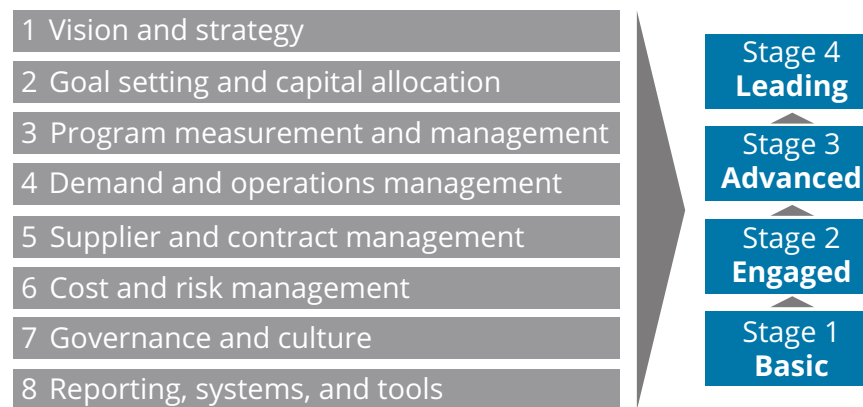 1 Vision and strategy
2 Goal setting and capital allocation
3 Program measurement and management
4 Demand and operations management
5 Supplier and contract management
6 Cost and risk management
7 Governance and culture
8 Reporting, systems, and tools
Stage 4
Leading
Stage 3
Advanced
Stage 2
Engaged
Stage 1
Basic